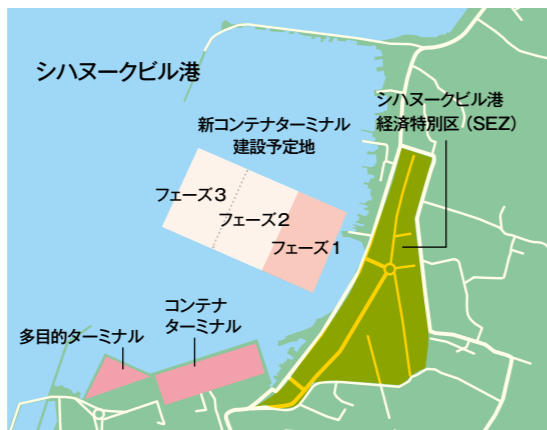 シハヌークビル港
シハヌークビル港
経済特別区（SEZ）
新コンテナターミナル
建設予定地
フェーズ3
フェーズ2
フェーズ1
コンテナ
ターミナル
多目的ターミナル